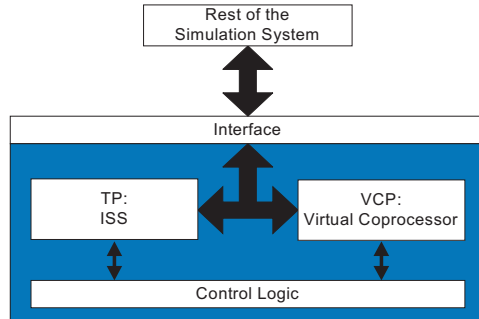 Rest of the
Simulation System
Interface
TP:
ISS
VCP:
Virtual Coprocessor
Control Logic